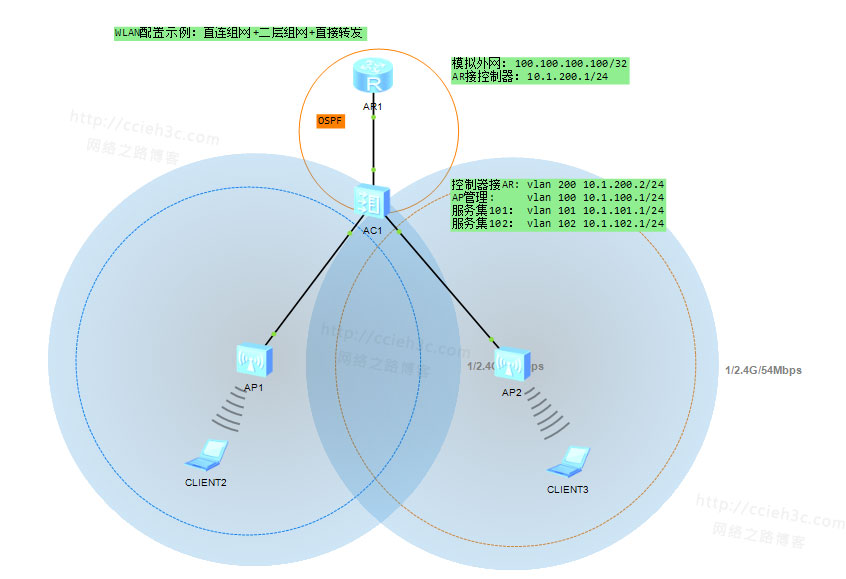 WLAN配置示例：直连组网+二层组网+直接转发
模拟外网：100.100.100.100/32
AR接控制器：10.1.200.1/24
R
AR1
OSPF
http://ccieh3c.com
网络之路博客
控制器接AR：vlan 200 10.1.200.2/24
AP管理： vlan 100 10.1.100.1/24
服务集101： vlan 101 10.1.101.1/24
服务集102： vlan 102 10.1.102.1/24
AC1
http://ccieh3c.com
网络之路博客
AP1
AP2
1/2.4G/54Mbps
CLIENT2
CLIENT3
http://ccieh3c.com
网络之路博客